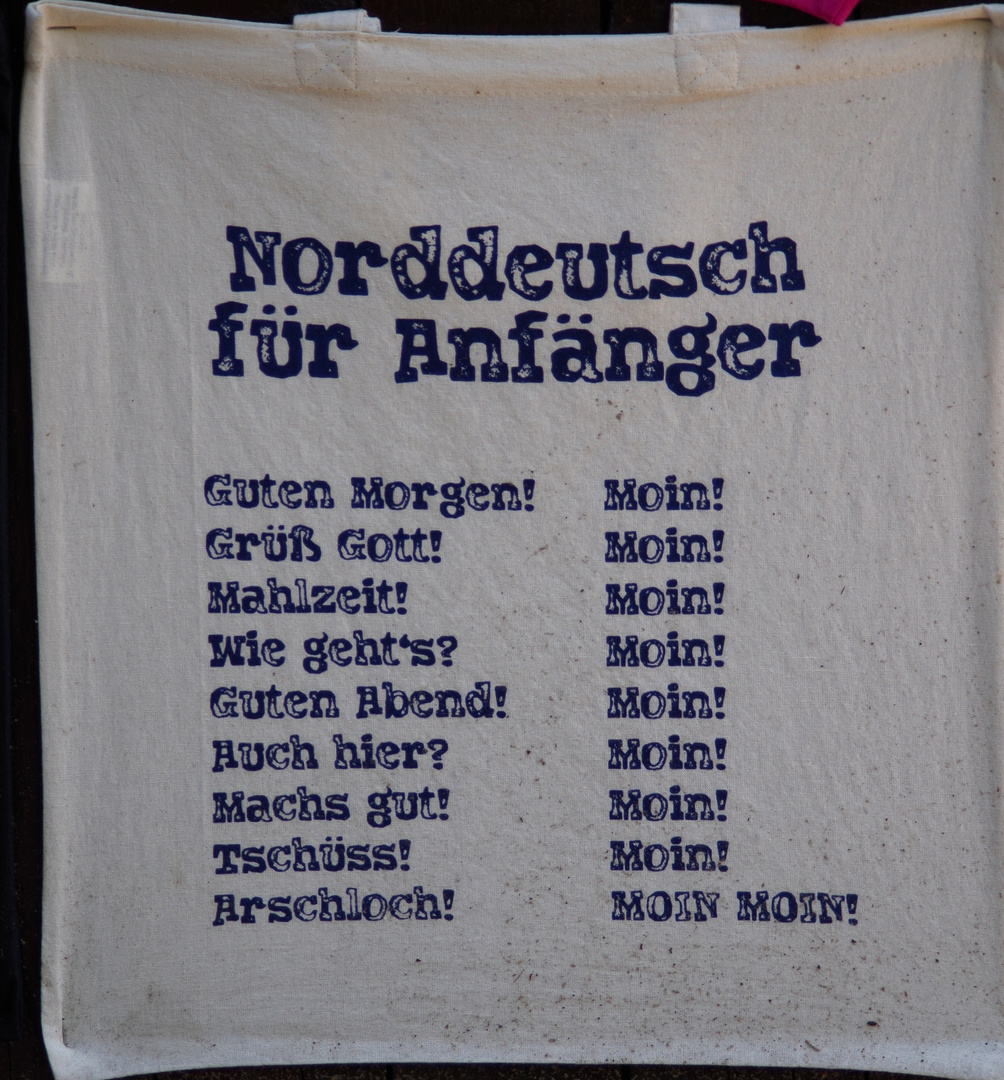 Norddeutsch
für Anfänger
Guten Morgen! Moin!
Grüß Gott! Moin!
Mahlzeit! Moin!
Wie geht's? Moin!
Guten Abend! Moin!
Auch hier? Moin!
Machs gut! Moin!
Tschüss! Moin!
Arschloch! MOIN MOIN!